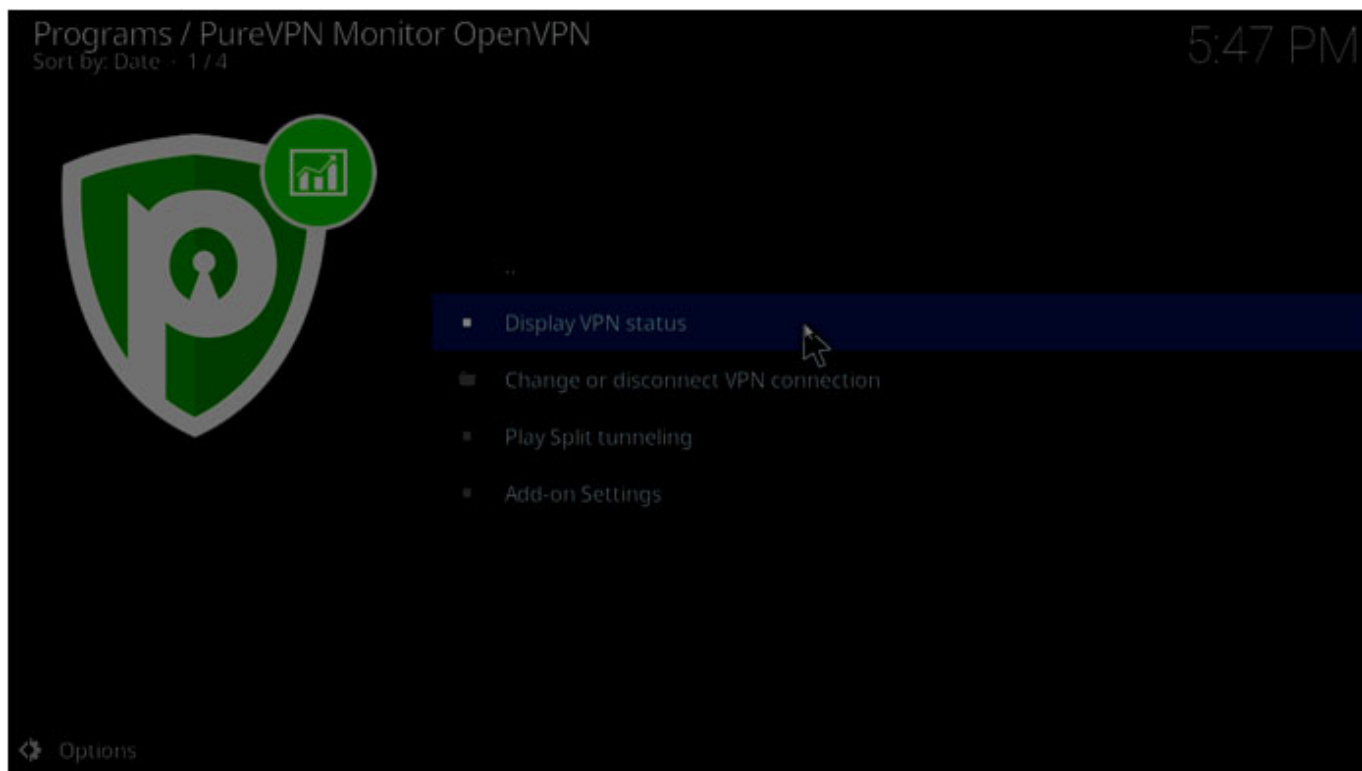 Programs / PureVPN Monitor OpenVPN
5:47 PM
Sort by: Date · 1 / 4
..
Display VPN status
Change or disconnect VPN connection
Play Split tunneling
Add-on Settings
Options